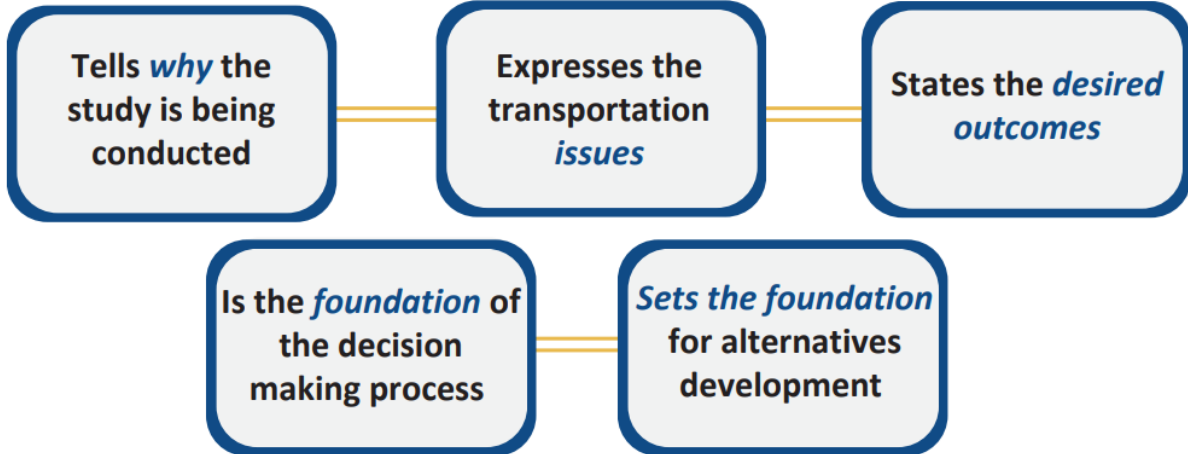 Tells why the
study is being
conducted
Expresses the
transportation
issues
States the desired
outcomes
Is the foundation of
the decision
making process
Sets the foundation
for alternatives
development